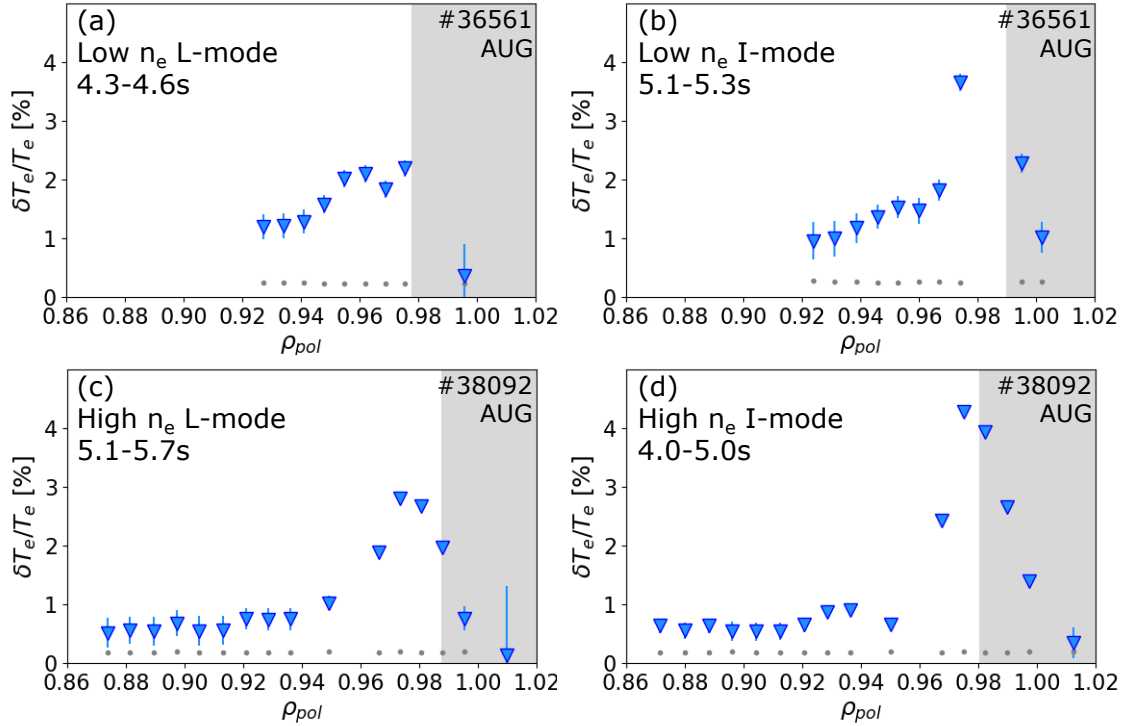 (a)
Low nₑ L-mode
4.3-4.6s
#36561
AUG
δTₑ/Tₑ [%]
4
3
2
1
0
0.86 0.88 0.90 0.92 0.94 0.96 0.98 1.00 1.02
ρ_pol
(b)
Low nₑ I-mode
5.1-5.3s
#36561
AUG
δTₑ/Tₑ [%]
4
3
2
1
0
0.86 0.88 0.90 0.92 0.94 0.96 0.98 1.00 1.02
ρ_pol
(c)
High nₑ L-mode
5.1-5.7s
#38092
AUG
δTₑ/Tₑ [%]
4
3
2
1
0
0.86 0.88 0.90 0.92 0.94 0.96 0.98 1.00 1.02
ρ_pol
(d)
High nₑ I-mode
4.0-5.0s
#38092
AUG
δTₑ/Tₑ [%]
4
3
2
1
0
0.86 0.88 0.90 0.92 0.94 0.96 0.98 1.00 1.02
ρ_pol